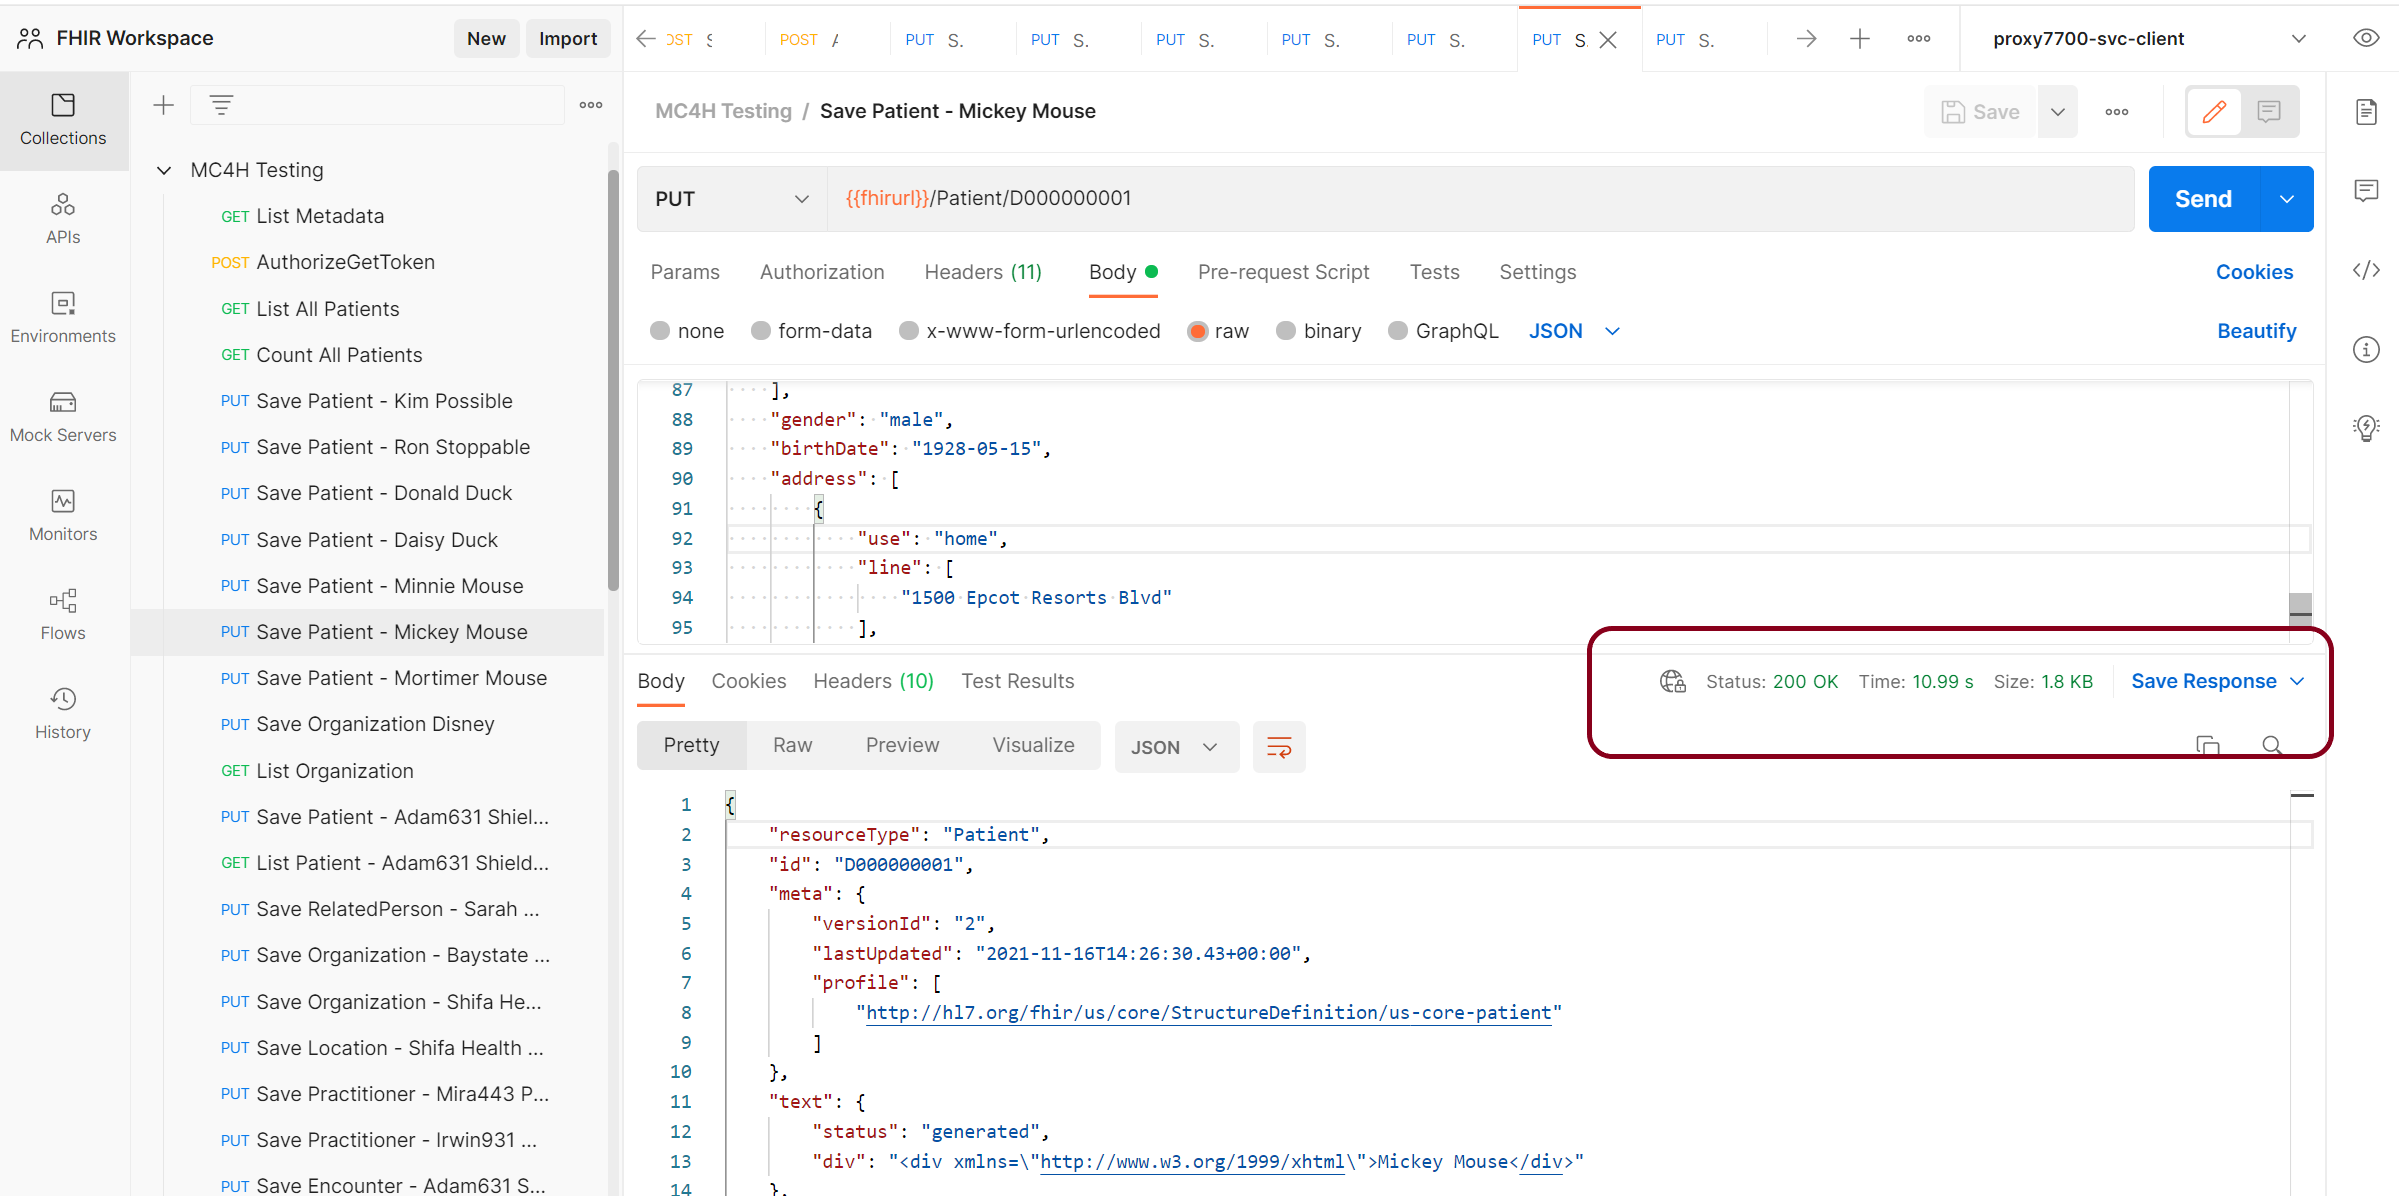 FHIR Workspace
New
Import
OST S
POST A
PUT S.
PUT S.
PUT S.
PUT S.
PUT S.
PUT S.
PUT S.
proxy7700-svc-client
Collections
APIs
Environments
Mock Servers
Monitors
Flows
History
MC4H Testing
GET List Metadata
POST AuthorizeGetToken
GET List All Patients
GET Count All Patients
PUT Save Patient - Kim Possible
PUT Save Patient - Ron Stoppable
PUT Save Patient - Donald Duck
PUT Save Patient - Daisy Duck
PUT Save Patient - Minnie Mouse
PUT Save Patient - Mickey Mouse
PUT Save Patient - Mortimer Mouse
PUT Save Organization Disney
GET List Organization
PUT Save Patient - Adam631 Shiel...
GET List Patient - Adam631 Shield...
PUT Save RelatedPerson - Sarah ...
PUT Save Organization - Baystate ...
PUT Save Organization - Shifa He...
PUT Save Location - Shifa Health ...
PUT Save Practitioner - Mira443 P...
PUT Save Practitioner - Irwin931 ...
PUT Save Encounter - Adam631 S...
MC4H Testing / Save Patient - Mickey Mouse
Save
PUT
{{fhirurl}}/Patient/D000000001
Send
Params Authorization Headers (11) Body Pre-request Script Tests Settings Cookies
none form-data x-www-form-urlencoded raw binary GraphQL JSON Beautify
87 ],
88 "gender": "male",
89 "birthDate": "1928-05-15",
90 "address": [
91 {
92 "use": "home",
93 "line": [
94 "1500 Epcot Resorts Blvd"
95 ],
Body Cookies Headers (10) Test Results
Status: 200 OK Time: 10.99 s Size: 1.8 KB Save Response
Pretty Raw Preview Visualize JSON
1 {
2 "resourceType": "Patient",
3 "id": "D000000001",
4 "meta": {
5 "versionId": "2",
6 "lastUpdated": "2021-11-16T14:26:30.43+00:00",
7 "profile": [
8 "http://hl7.org/fhir/us/core/StructureDefinition/us-core-patient"
9 ]
10 },
11 "text": {
12 "status": "generated",
13 "div": "<div xmlns=\"http://www.w3.org/1999/xhtml\">Mickey Mouse</div>"
14 },